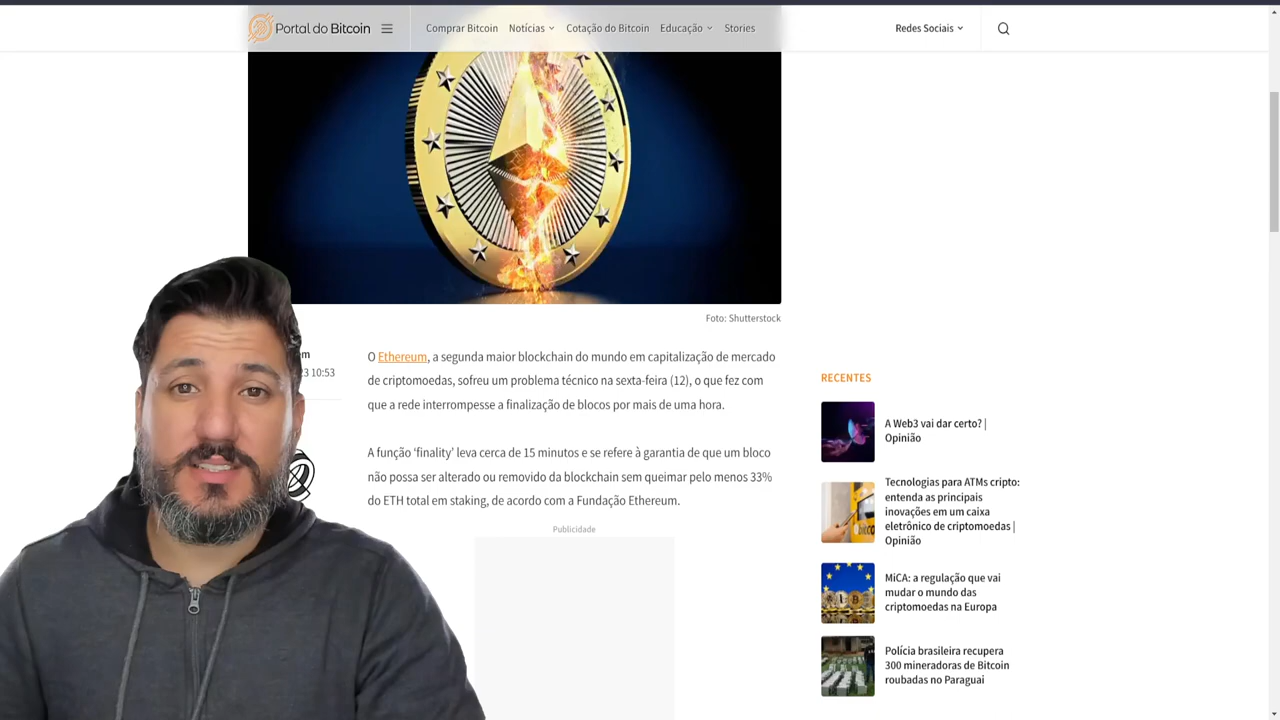 Portal do Bitcoin
Comprar Bitcoin
Notícias
Cotação do Bitcoin
Educação
Stories
Redes Sociais
Foto: Shutterstock
em
23 10:53
O Ethereum, a segunda maior blockchain do mundo em capitalização de mercado
de criptomoedas, sofreu um problema técnico na sexta-feira (12), o que fez com
que a rede interrompesse a finalização de blocos por mais de uma hora.
A função ‘finality’ leva cerca de 15 minutos e se refere à garantia de que um bloco
não possa ser alterado ou removido da blockchain sem queimar pelo menos 33%
do ETH total em staking, de acordo com a Fundação Ethereum.
Publicidade
RECENTES
A Web3 vai dar certo? |
Opinião
Tecnologias para ATMs cripto:
entenda as principais
inovações em um caixa
eletrônico de criptomoedas |
Opinião
MiCA: a regulação que vai
mudar o mundo das
criptomoedas na Europa
Polícia brasileira recupera
300 mineradoras de Bitcoin
roubadas no Paraguai